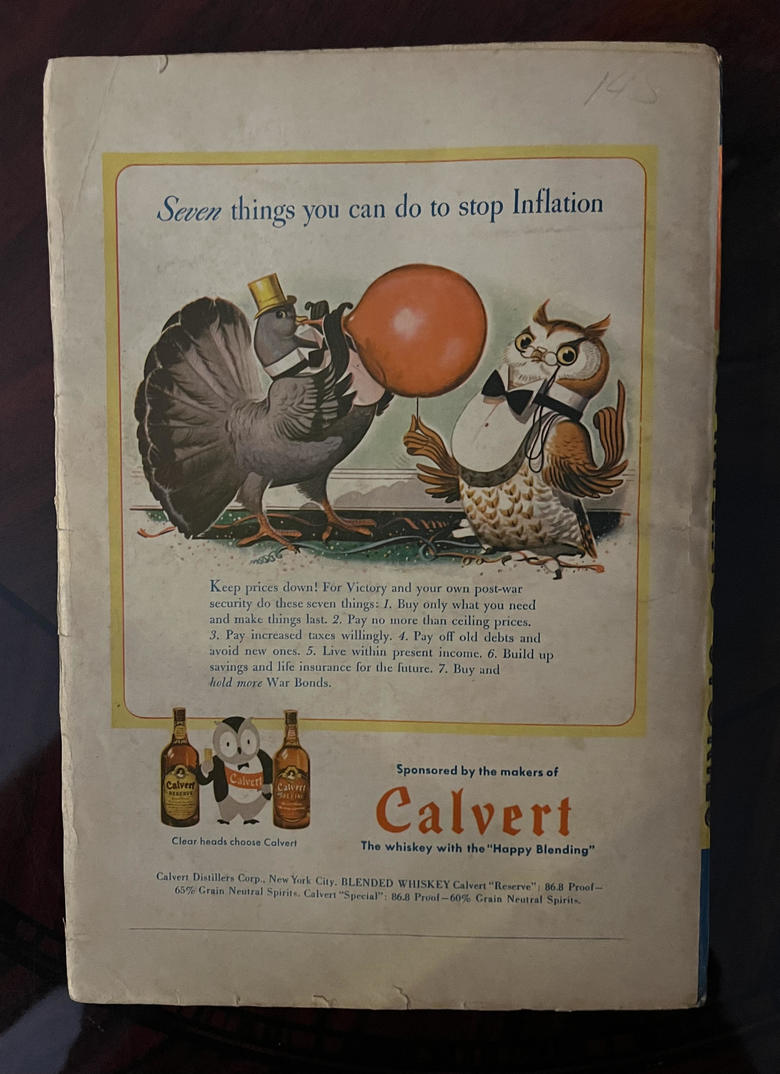 Seven things you can do to stop Inflation
Keep prices down! For Victory and your own post-war
security do these seven things: 1. Buy only what you need
and make things last. 2. Pay no more than ceiling prices.
3. Pay increased taxes willingly. 4. Pay off old debts and
avoid new ones. 5. Live within present income. 6. Build up
savings and life insurance for the future. 7. Buy and
hold more War Bonds.
Calvert
RESERVE
Calvert
Calvert
SPECIAL
Clear heads choose Calvert
Sponsored by the makers of
Calvert
The whiskey with the "Happy Blending"
Calvert Distillers Corp., New York City. BLENDED WHISKEY Calvert "Reserve": 86.8 Proof—
65% Grain Neutral Spirits. Calvert "Special": 86.8 Proof—60% Grain Neutral Spirits.